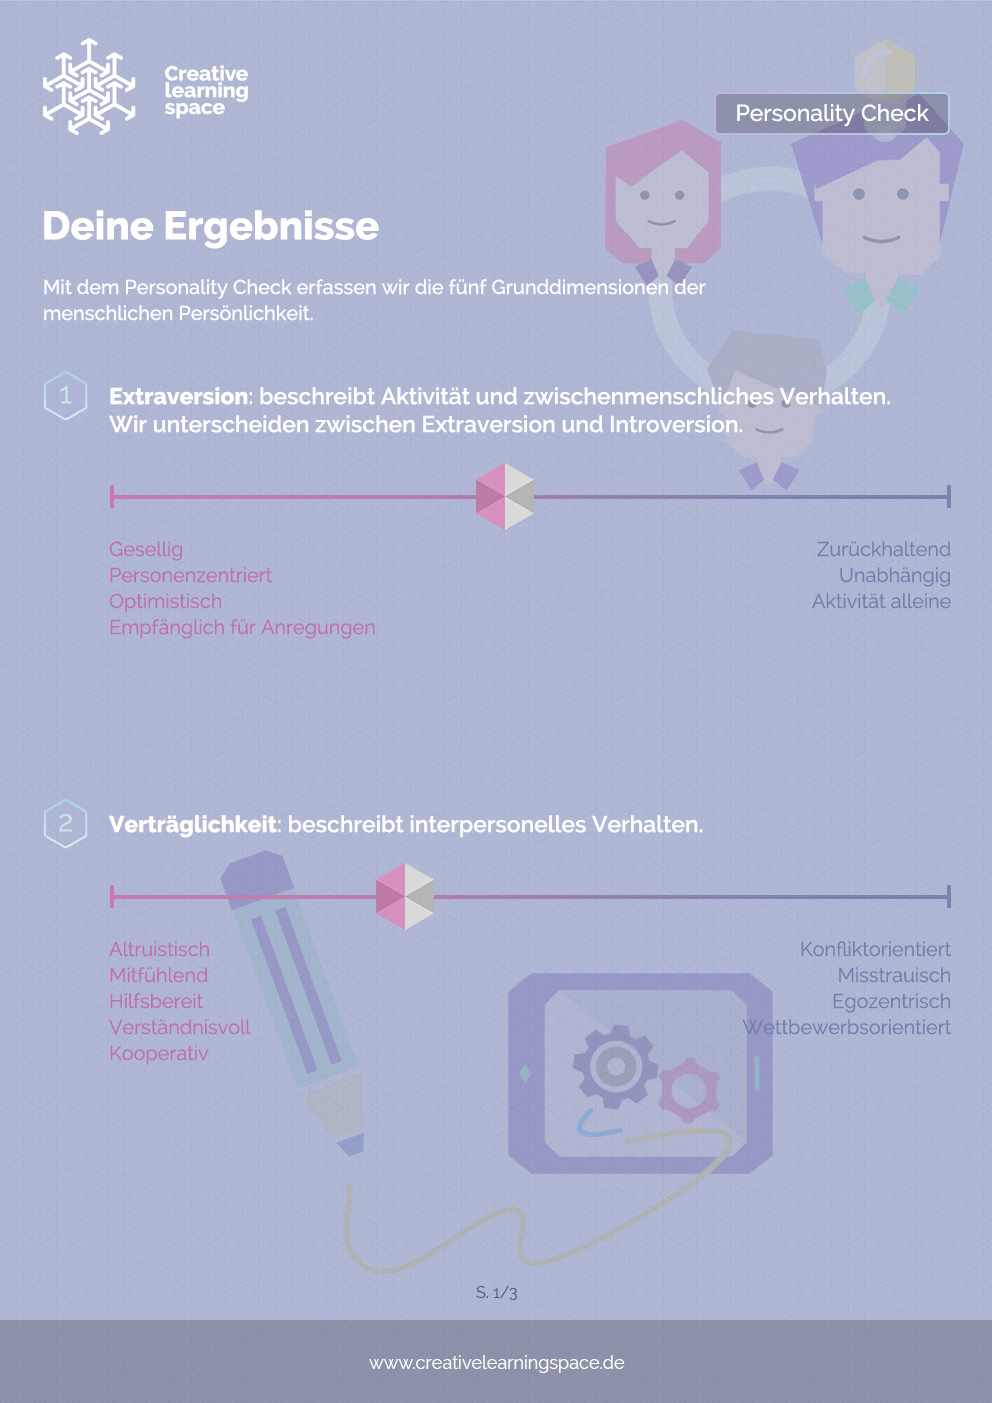 Creative
learning
space
Personality Check
Deine Ergebnisse
Mit dem Personality Check erfassen wir die fünf Grunddimensionen der
menschlichen Persönlichkeit.
1
Extraversion: beschreibt Aktivität und zwischenmenschliches Verhalten.
Wir unterscheiden zwischen Extraversion und Introversion.
Gesellig
Personenzentriert
Optimistisch
Empfänglich für Anregungen
Zurückhaltend
Unabhängig
Aktivität alleine
2
Verträglichkeit: beschreibt interpersonelles Verhalten.
Altruistisch
Mitfühlend
Hilfsbereit
Verständnisvoll
Kooperativ
Konfliktorientiert
Misstrauisch
Egozentrisch
Wettbewerbsorientiert
S. 1/3
www.creativelearningspace.de